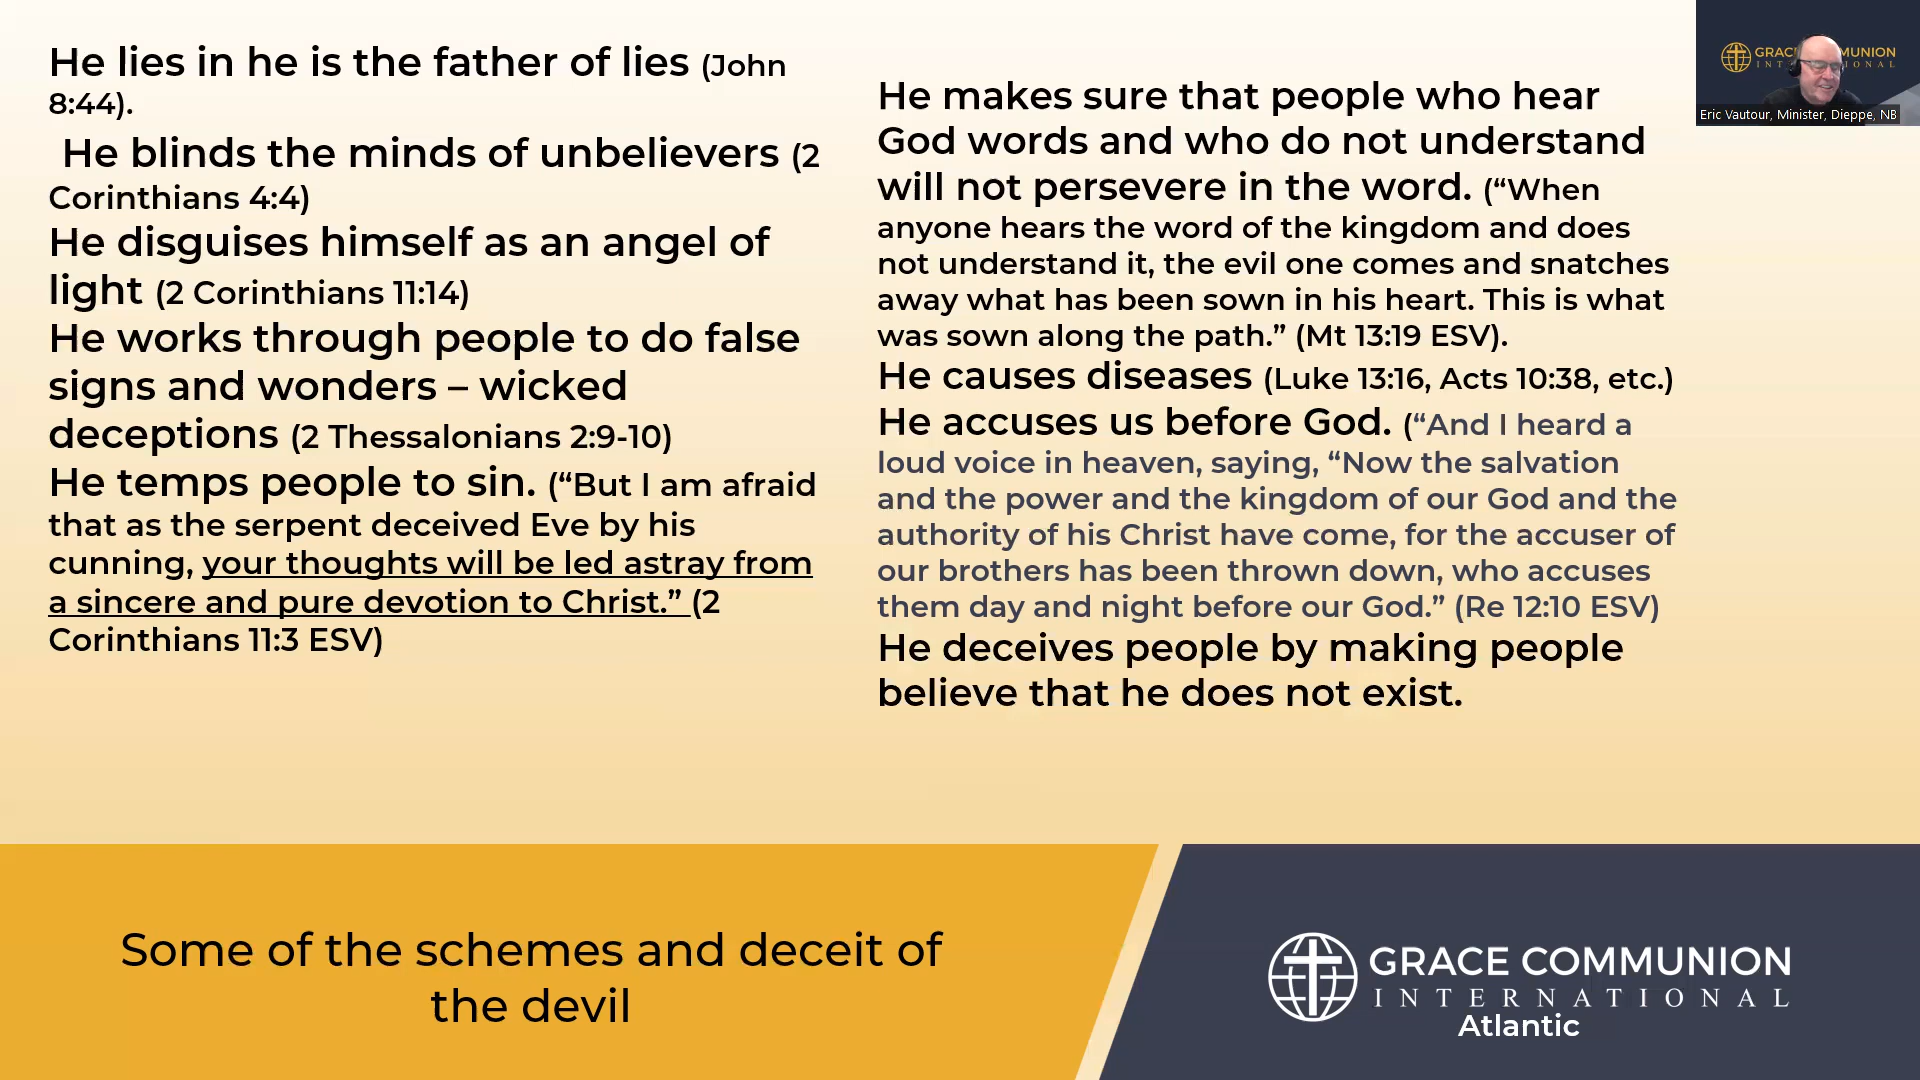 He lies in he is the father of lies (John
8:44).
He blinds the minds of unbelievers (2
Corinthians 4:4)
He disguises himself as an angel of
light (2 Corinthians 11:14)
He works through people to do false
signs and wonders – wicked
deceptions (2 Thessalonians 2:9-10)
He temps people to sin. (“But I am afraid
that as the serpent deceived Eve by his
cunning, your thoughts will be led astray from
a sincere and pure devotion to Christ.” (2
Corinthians 11:3 ESV)
He makes sure that people who hear
God words and who do not understand
will not persevere in the word. (“When
anyone hears the word of the kingdom and does
not understand it, the evil one comes and snatches
away what has been sown in his heart. This is what
was sown along the path.” (Mt 13:19 ESV).
He causes diseases (Luke 13:16, Acts 10:38, etc.)
He accuses us before God. (“And I heard a
loud voice in heaven, saying, “Now the salvation
and the power and the kingdom of our God and the
authority of his Christ have come, for the accuser of
our brothers has been thrown down, who accuses
them day and night before our God.” (Re 12:10 ESV)
He deceives people by making people
believe that he does not exist.
Eric Vautour, Minister, Dieppe, NB
Some of the schemes and deceit of
the devil
GRACE COMMUNION
INTERNATIONAL
Atlantic